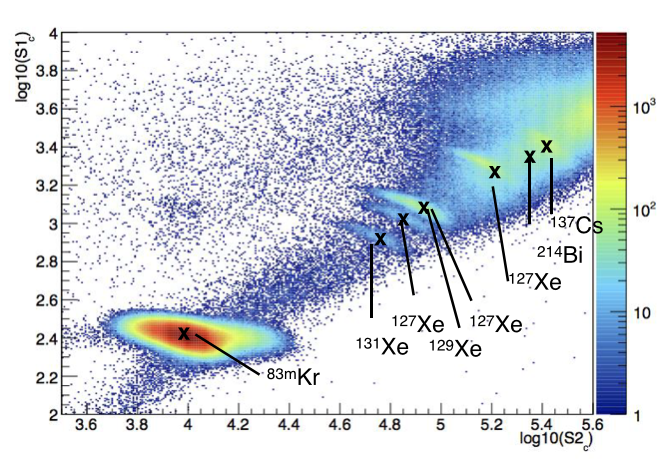 log10(S1c)
4
3.8
3.6
3.4
3.2
3
2.8
2.6
2.4
2.2
2
3.6 3.8 4 4.2 4.4 4.6 4.8 5 5.2 5.4 5.6
log10(S2c)
10³
10²
10
1
x x x x x x x
137Cs
214Bi
127Xe
127Xe 127Xe
131Xe 129Xe
83mKr